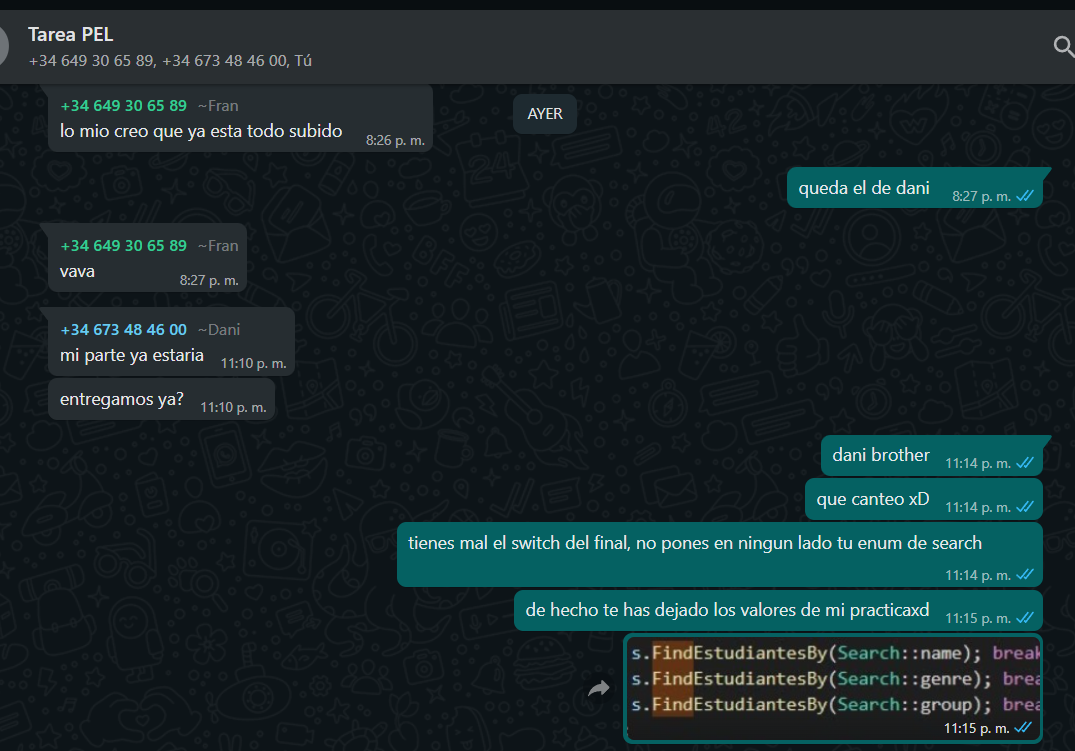 Tarea PEL
+34 649 30 65 89, +34 673 48 46 00, Tú
AYER
+34 649 30 65 89 ~Fran
lo mio creo que ya esta todo subido 8:26 p. m.
queda el de dani 8:27 p. m.
+34 649 30 65 89 ~Fran
vava
8:27 p. m.
+34 673 48 46 00 ~Dani
mi parte ya estaria 11:10 p. m.
entregamos ya? 11:10 p. m.
dani brother 11:14 p. m.
que canteo xD 11:14 p. m.
tienes mal el switch del final, no pones en ningun lado tu enum de search
11:14 p. m.
de hecho te has dejado los valores de mi practicaxd 11:15 p. m.
s.FindEstudiantesBy(Search::name); break
s.FindEstudiantesBy(Search::genre); brea
s.FindEstudiantesBy(Search::group); brea
11:15 p. m.